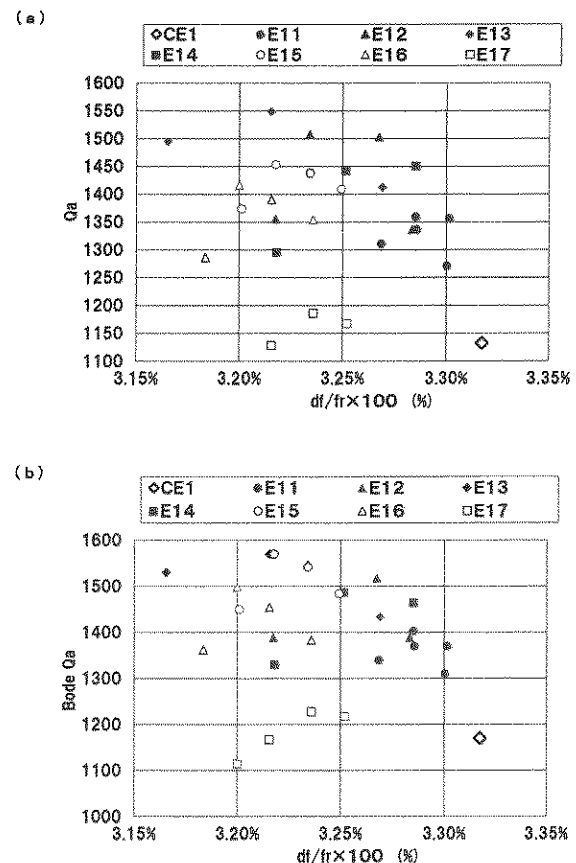 (a)
◇CE1 ●E11 ▲E12 ◆E13
■E14 ○E15 △E16 □E17
1600
1550
1500
1450
1400
1350
1300
1250
1200
1150
1100
Qa
3.15% 3.20% 3.25% 3.30% 3.35%
df/fr×100 (%)
(b)
◇CE1 ●E11 ▲E12 ◆E13
■E14 ○E15 △E16 □E17
1600
1500
1400
1300
1200
1100
1000
Bode Qa
3.15% 3.20% 3.25% 3.30% 3.35%
df/fr×100 (%)